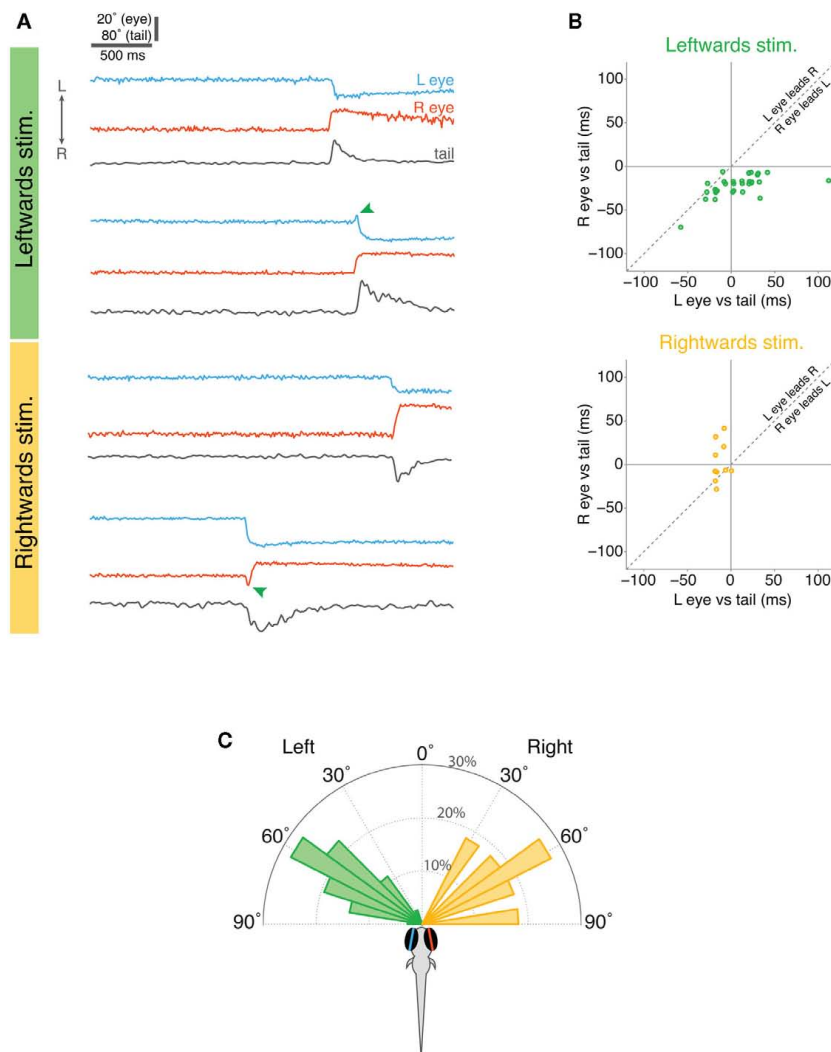 A
20° (eye)
80° (tail)
500 ms
Leftwards stim.
L
R
L eye
R eye
tail
Rightwards stim.
B
Leftwards stim.
100
50
0
−50
−100
R eye vs tail (ms)
L eye leads R
R eye leads L
−100 −50 0 50 100
L eye vs tail (ms)
Rightwards stim.
100
50
0
−50
−100
R eye vs tail (ms)
L eye leads R
R eye leads L
−100 −50 0 50 100
L eye vs tail (ms)
C
Left Right
0°
30° 30°
60° 60°
90° 90°
30%
20%
10%